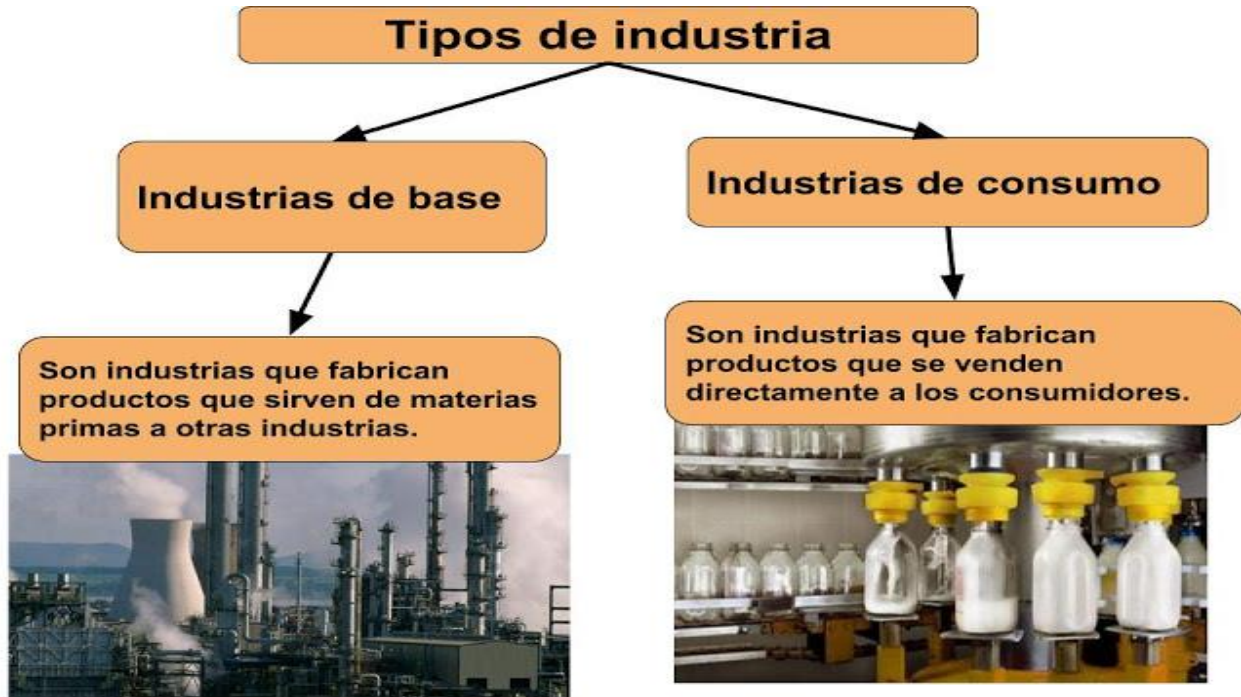 Tipos de industria
Industrias de base
Industrias de consumo
Son industrias que fabrican
productos que sirven de materias
primas a otras industrias.
Son industrias que fabrican
productos que se venden
directamente a los consumidores.